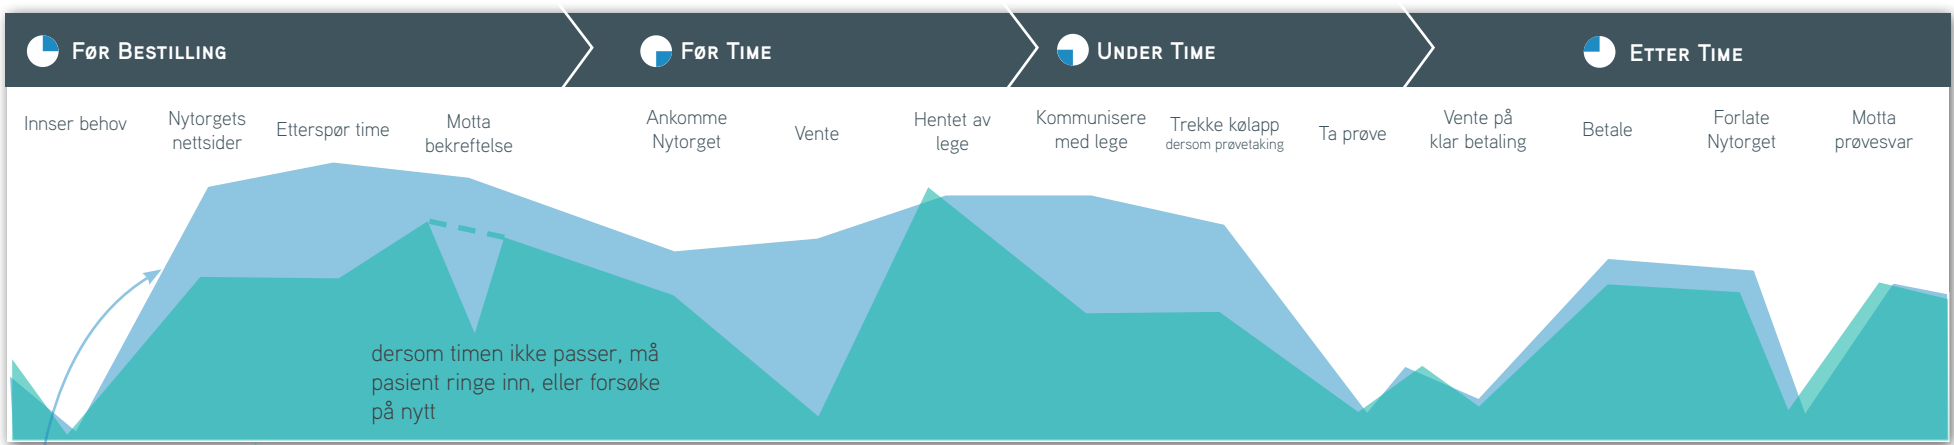 Før Bestilling
Før Time
Under Time
Etter Time
Innser behov
Nytorgets
nettsider
Etterspør time
Motta
bekreftelse
Ankomme
Nytorget
Vente
Hentet av
lege
Kommunisere
med lege
Trekke kølapp
dersom prøvetaking
Ta prøve
Vente på
klar betaling
Betale
Forlate
Nytorget
Motta
prøvesvar
dersom timen ikke passer, må
pasient ringe inn, eller forsøke
på nytt